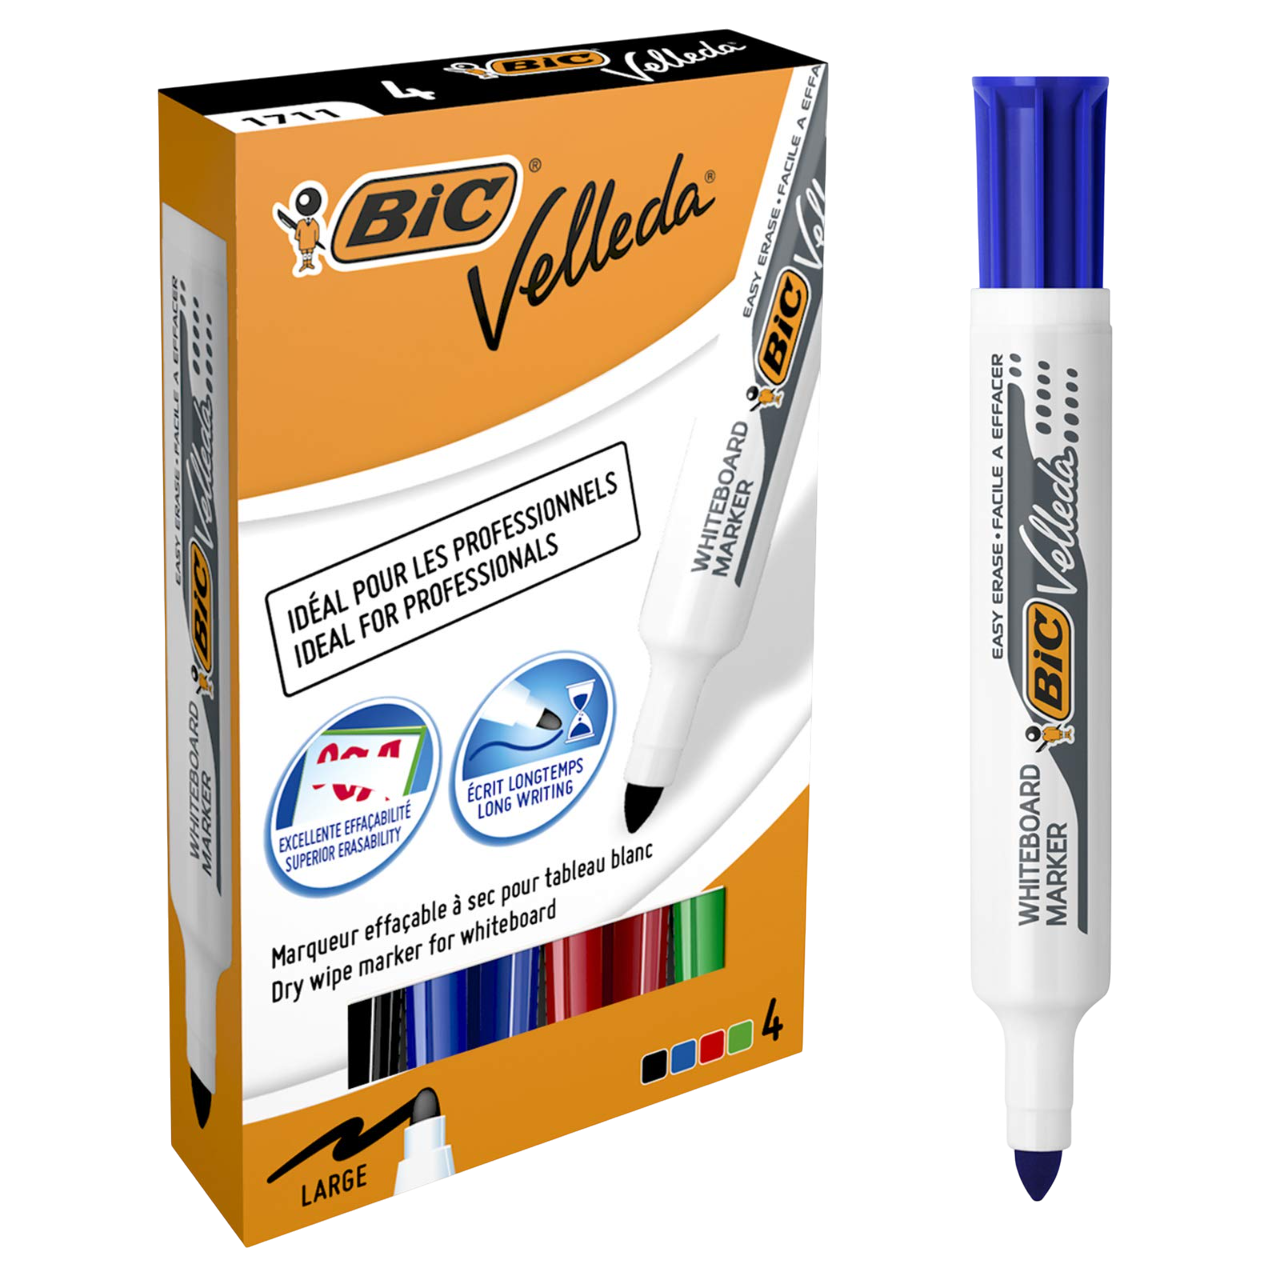 1711 4 BiC Velleda
BiC® Velleda®
EASY ERASE • FACILE A EFFA
BiC Vell
WHITEBOARD
MARKER
IDÉAL POUR LES PROFESSIONNELS
IDEAL FOR PROFESSIONALS
EXCELLENTE EFFAÇABILITÉ
SUPERIOR ERASABILITY
ÉCRIT LONGTEMPS
LONG WRITING
Marqueur effaçable à sec pour tableau blanc
Dry wipe marker for whiteboard
4
LARGE
EASY ERASE • FACILE A EFFACER
BiC Velleda
WHITEBOARD
MARKER
EASY ERASE • FACILE A EFFACER
BiC Velleda
WHITEBOARD
MARKER